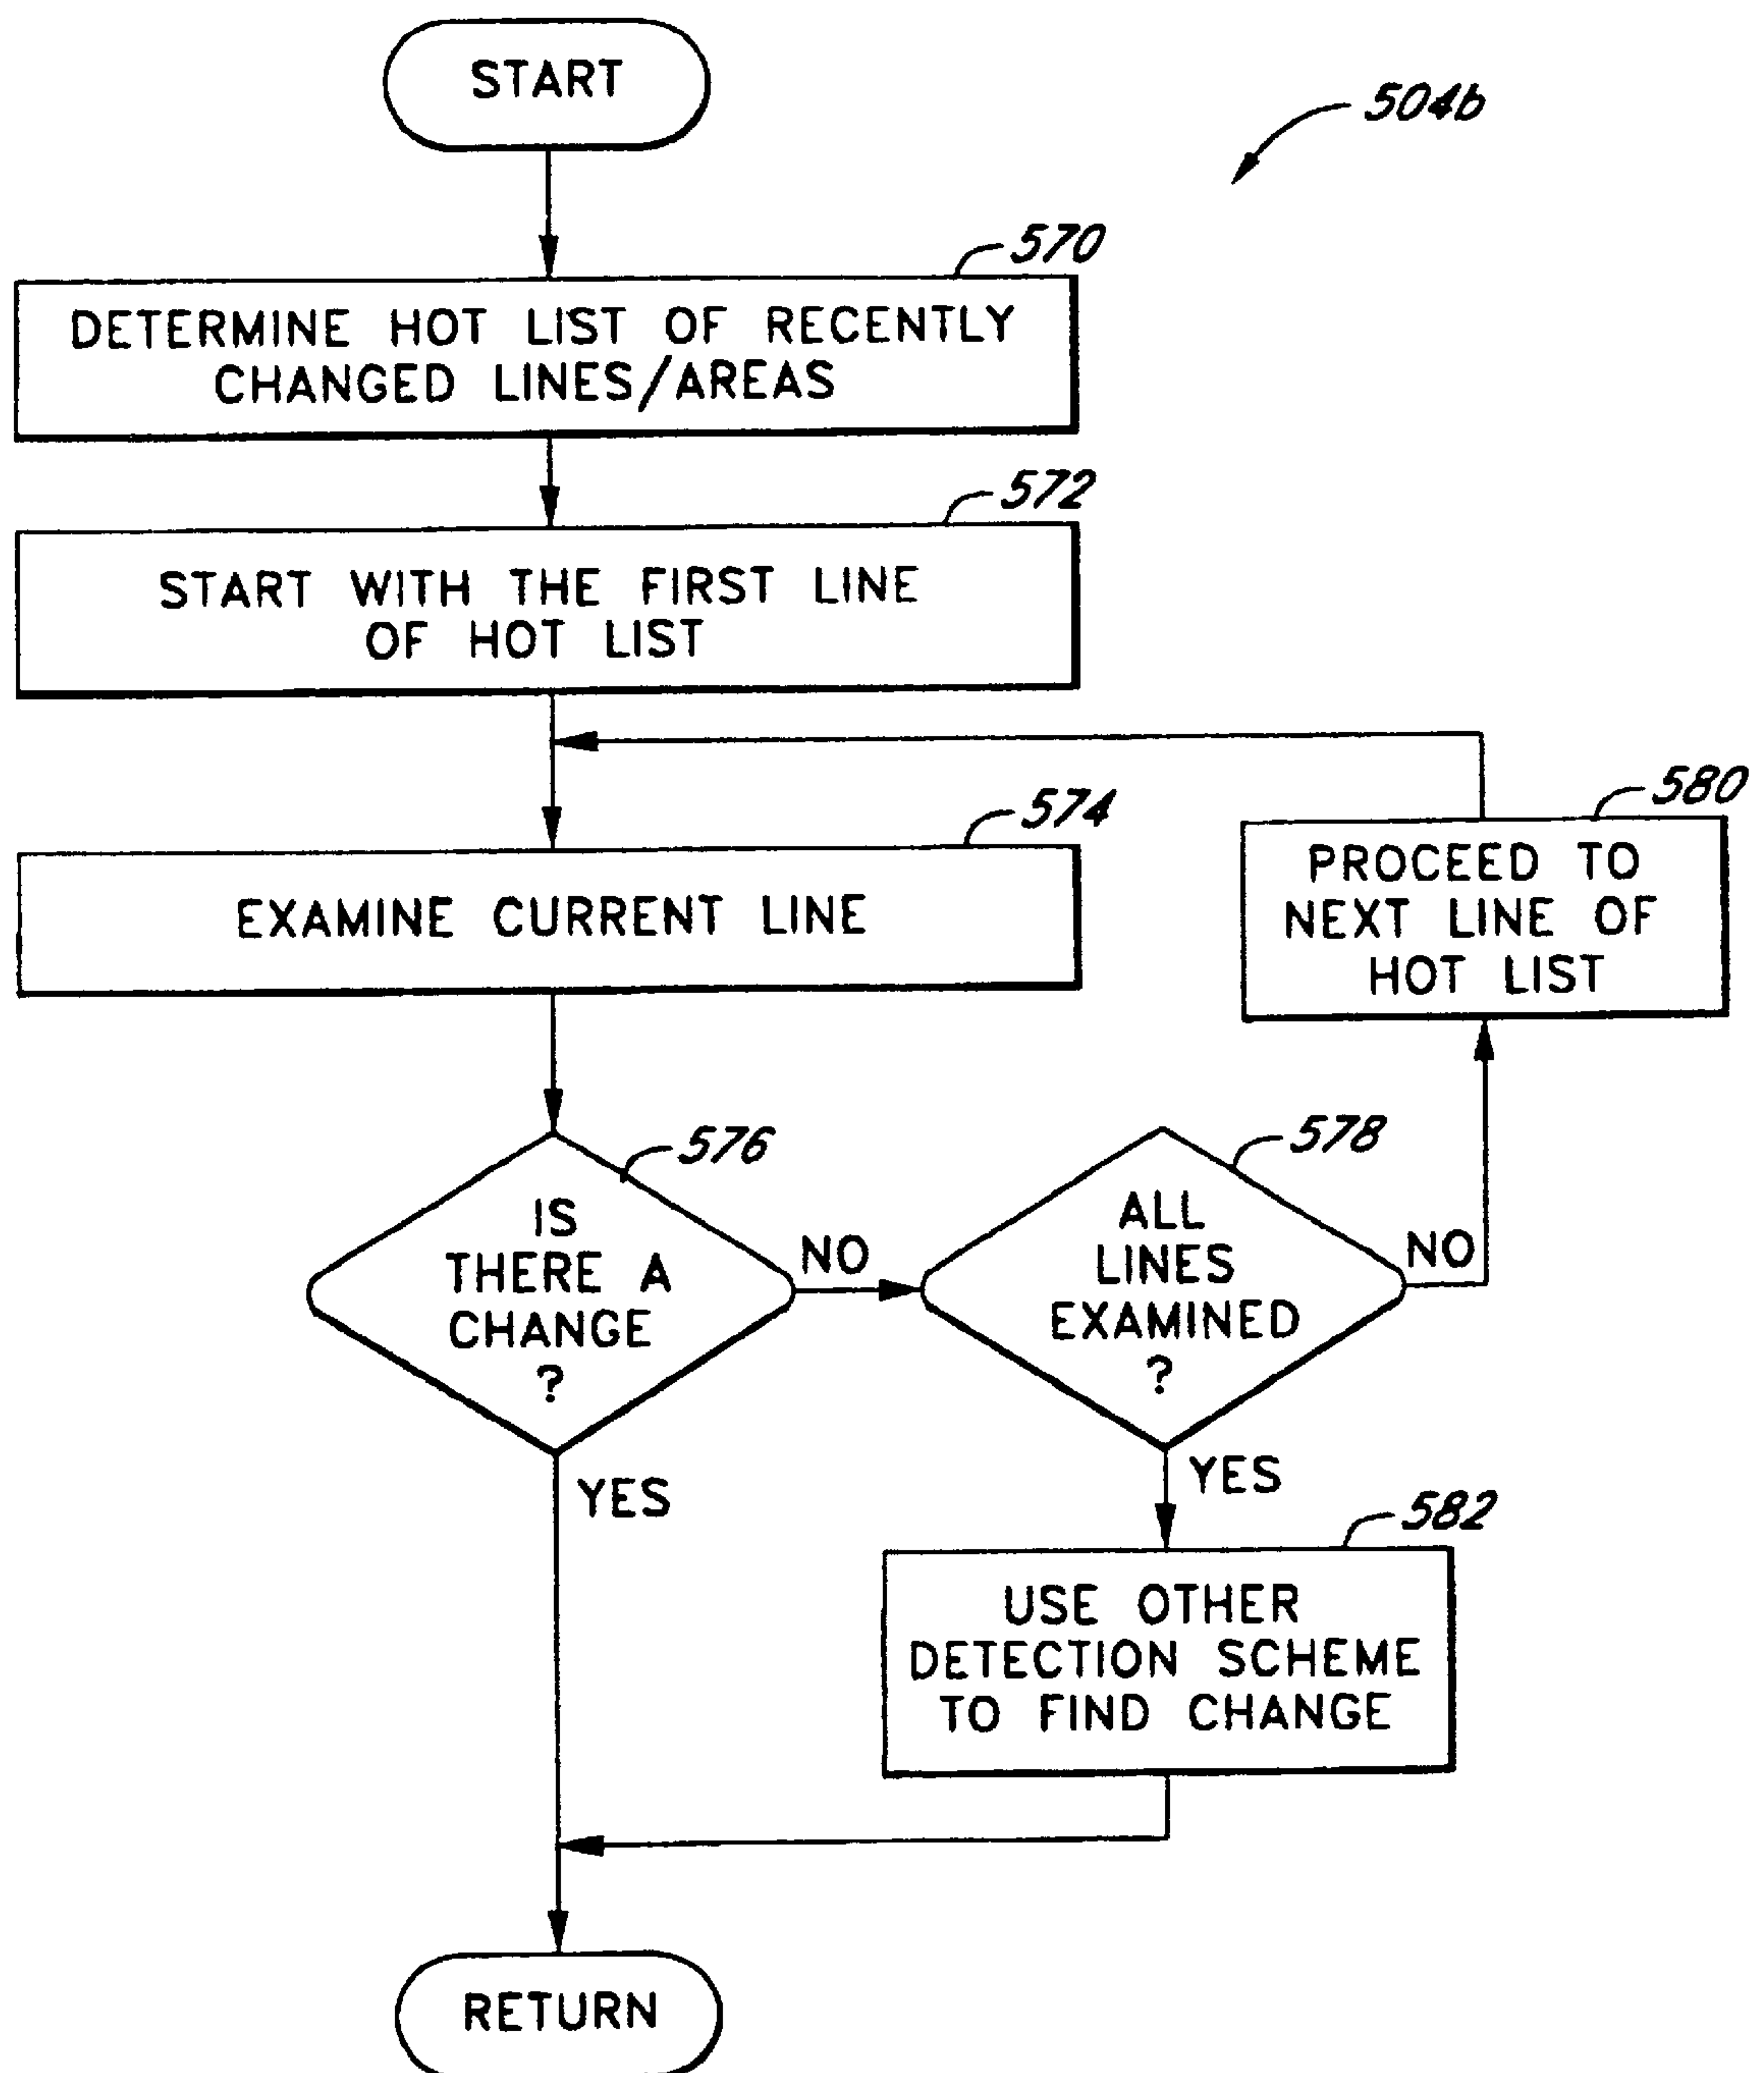 START
504b
570
DETERMINE HOT LIST OF RECENTLY
CHANGED LINES/AREAS
572
START WITH THE FIRST LINE
OF HOT LIST
574
EXAMINE CURRENT LINE
580
PROCEED TO
NEXT LINE OF
HOT LIST
576
IS
THERE A
CHANGE
?
NO
YES
578
ALL
LINES
EXAMINED
?
NO
YES
582
USE OTHER
DETECTION SCHEME
TO FIND CHANGE
RETURN